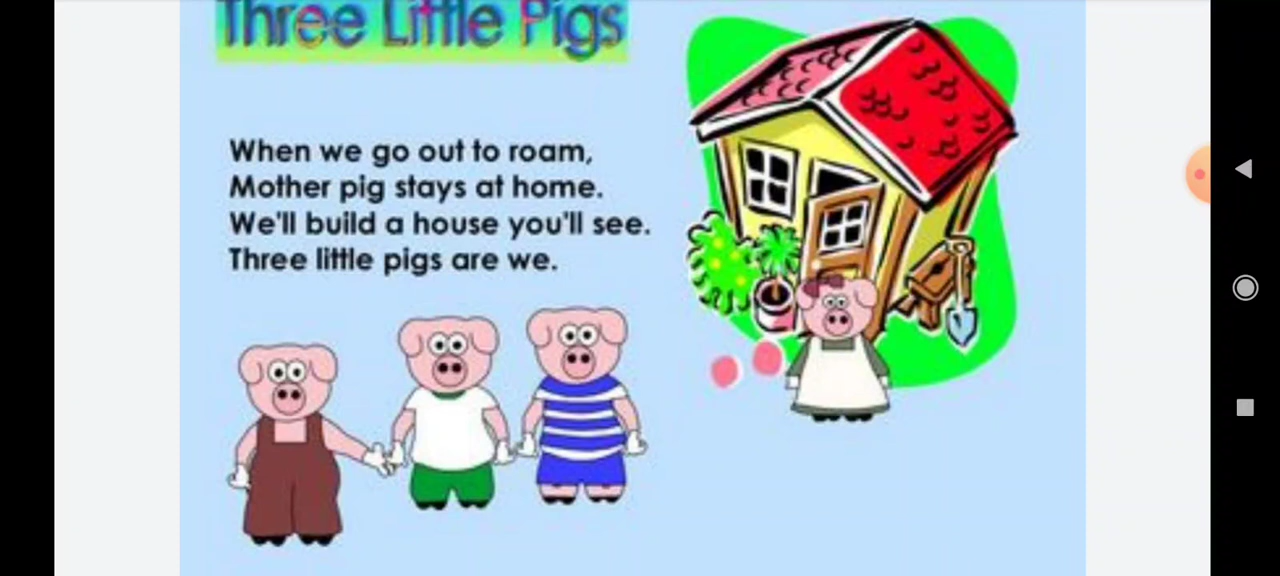 Three Little Pigs
When we go out to roam,
Mother pig stays at home.
We'll build a house you'll see.
Three little pigs are we.